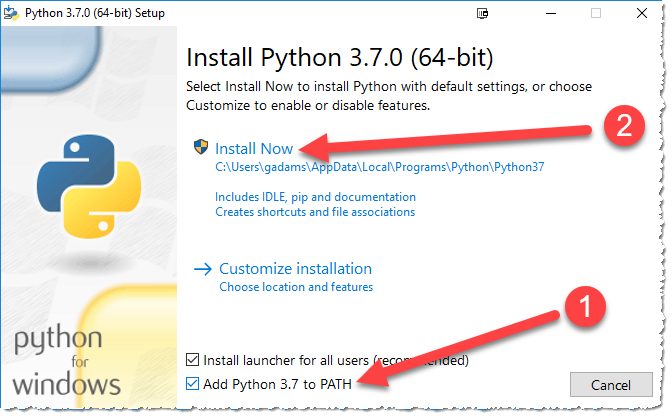 Python 3.7.0 (64-bit) Setup
Install Python 3.7.0 (64-bit)
Select Install Now to install Python with default settings, or choose
Customize to enable or disable features.
2
Install Now
C:\Users\gadams\AppData\Local\Programs\Python\Python37
Includes IDLE, pip and documentation
Creates shortcuts and file associations
Customize installation
Choose location and features
1
python
for
windows
Install launcher for all users (recommended)
Add Python 3.7 to PATH
Cancel